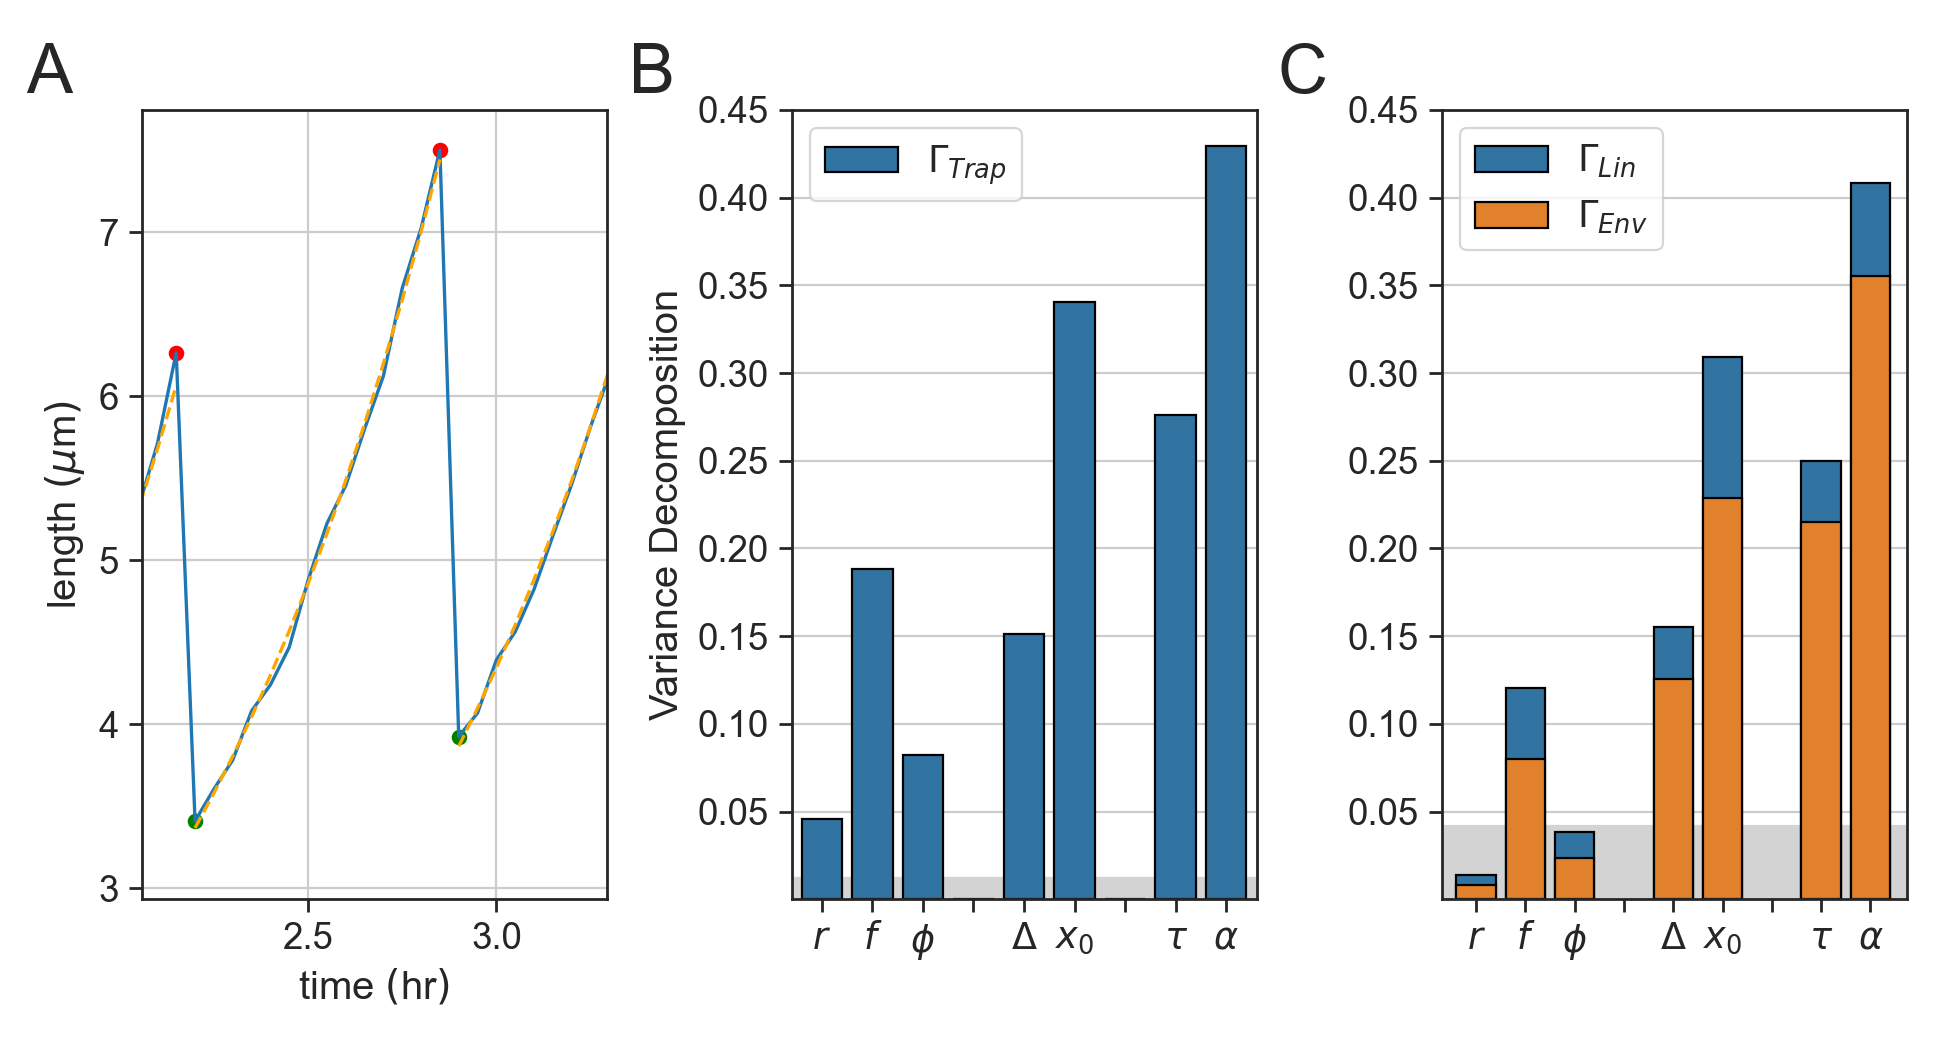 A
B
C
7
6
5
4
3
length (μm)
2.5
3.0
time (hr)
0.45
0.40
0.35
0.30
0.25
0.20
0.15
0.10
0.05
Variance Decomposition
Γ_Trap
r f ϕ Δ x₀ τ α
0.45
0.40
0.35
0.30
0.25
0.20
0.15
0.10
0.05
Γ_Lin
Γ_Env
r f ϕ Δ x₀ τ α